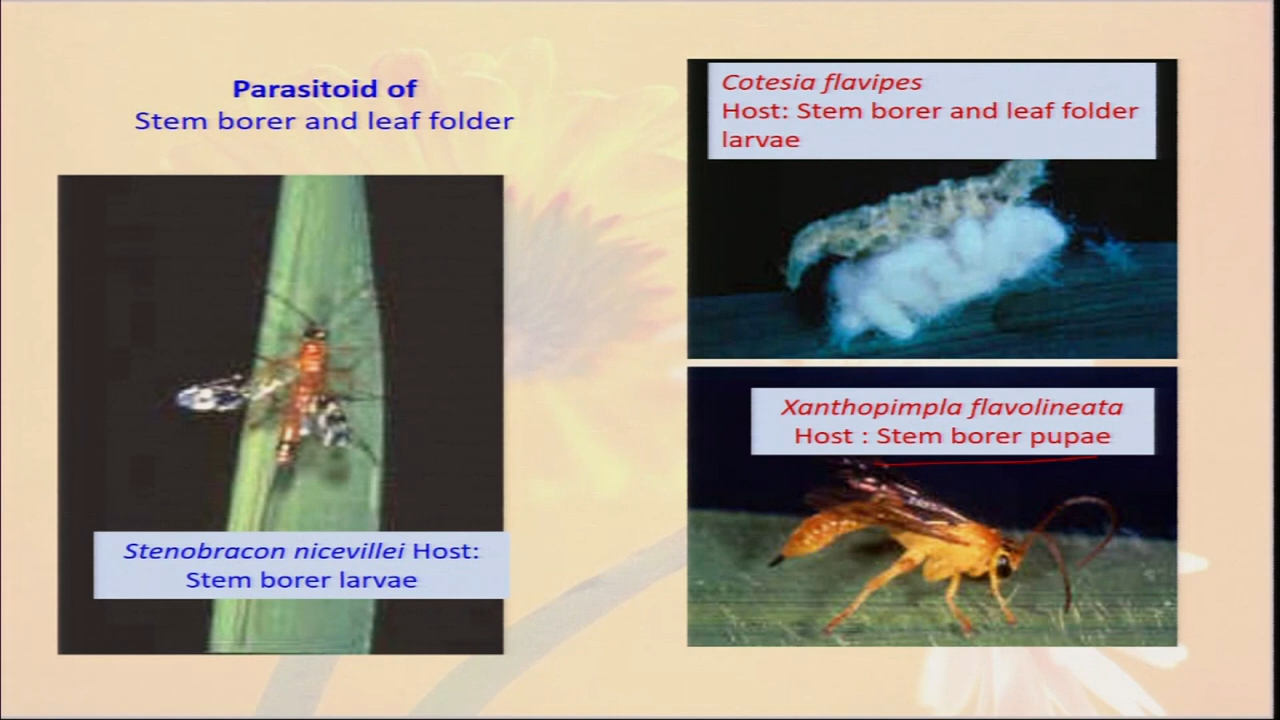 Parasitoid of
Stem borer and leaf folder
Stenobracon nicevillei Host:
Stem borer larvae
Cotesia flavipes
Host: Stem borer and leaf folder
larvae
Xanthopimpla flavolineata
Host : Stem borer pupae